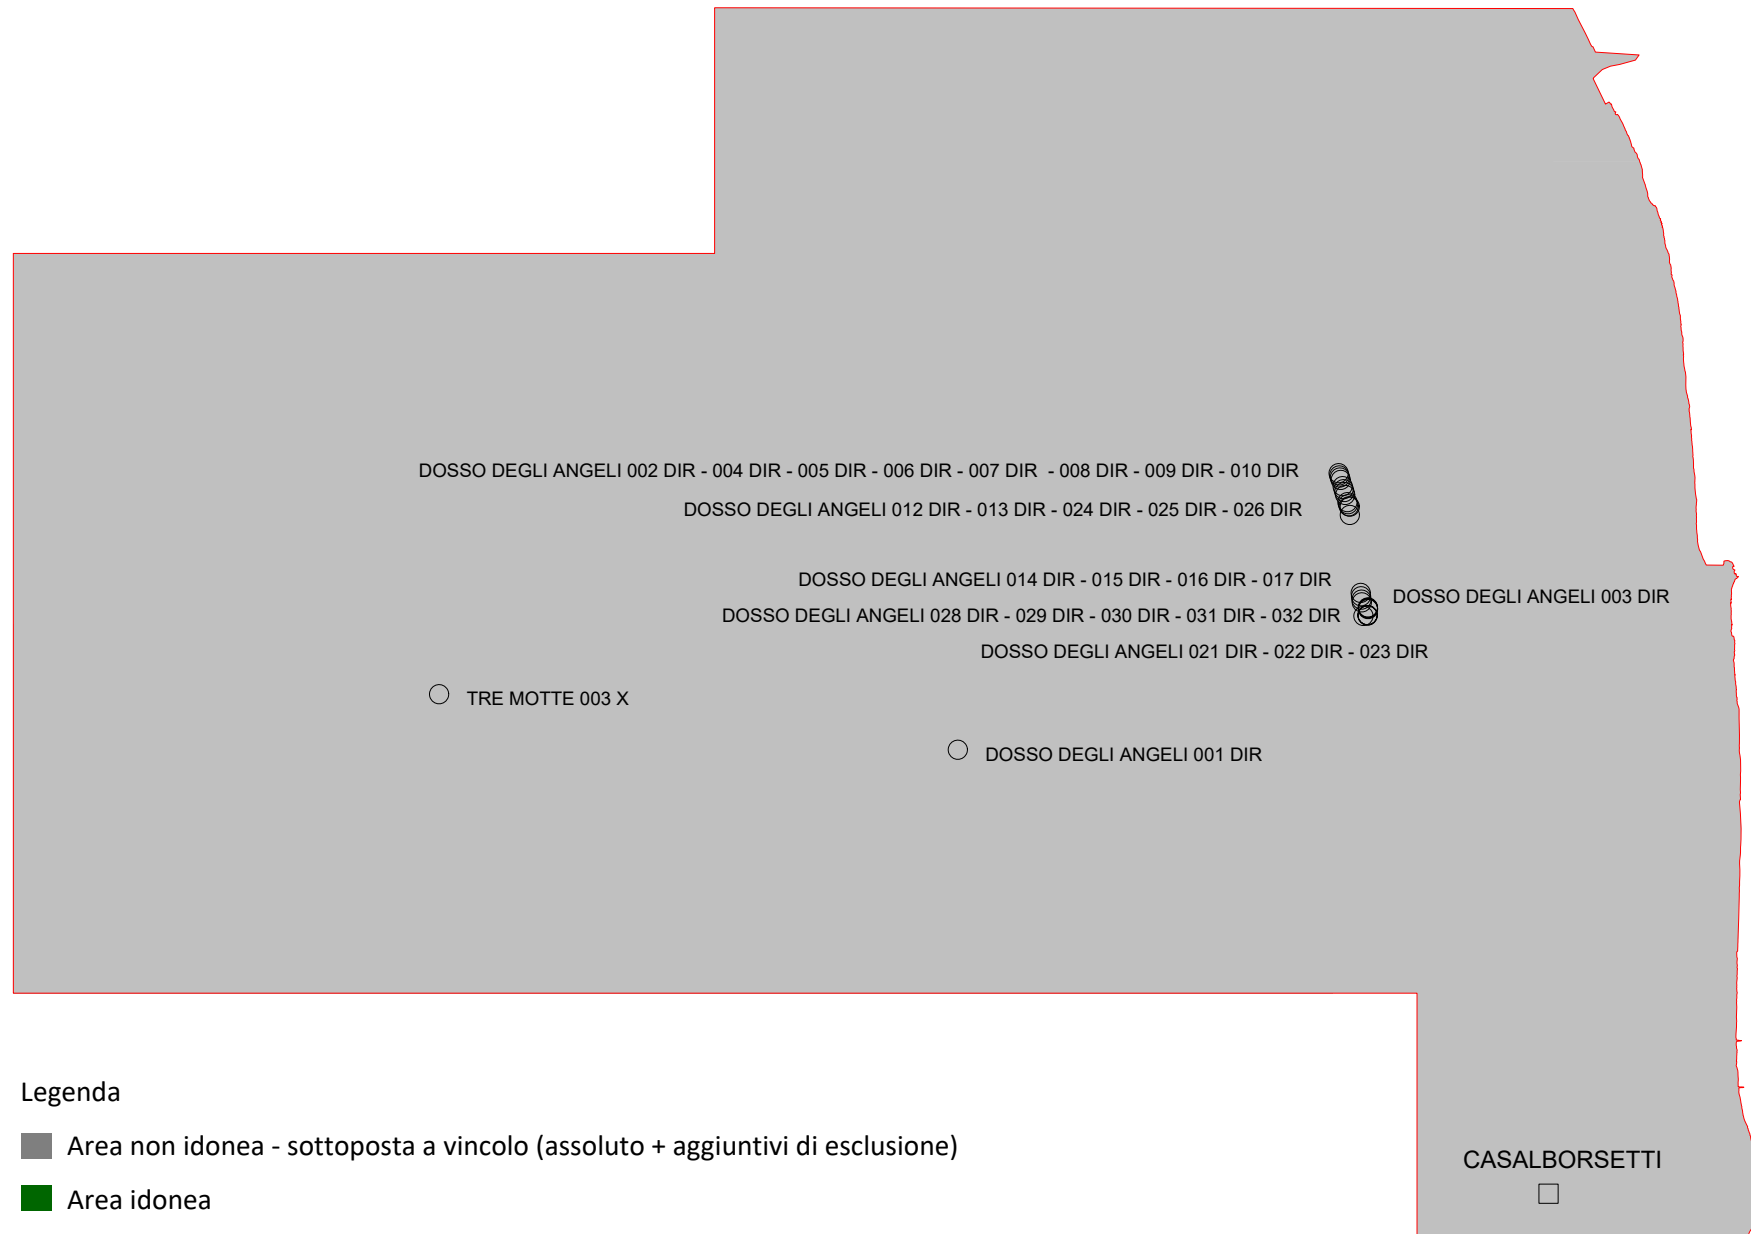 DOSSO DEGLI ANGELI 002 DIR - 004 DIR - 005 DIR - 006 DIR - 007 DIR - 008 DIR - 009 DIR - 010 DIR
DOSSO DEGLI ANGELI 012 DIR - 013 DIR - 024 DIR - 025 DIR - 026 DIR
DOSSO DEGLI ANGELI 014 DIR - 015 DIR - 016 DIR - 017 DIR
DOSSO DEGLI ANGELI 003 DIR
DOSSO DEGLI ANGELI 028 DIR - 029 DIR - 030 DIR - 031 DIR - 032 DIR
DOSSO DEGLI ANGELI 021 DIR - 022 DIR - 023 DIR
TRE MOTTE 003 X
DOSSO DEGLI ANGELI 001 DIR
Legenda
Area non idonea - sottoposta a vincolo (assoluto + aggiuntivi di esclusione)
Area idonea
CASALBORSETTI